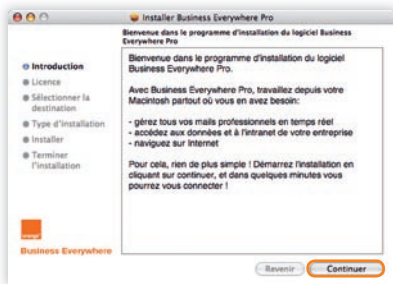 Installer Business Everywhere Pro
Bienvenue dans le programme d'installation du logiciel Business
Everywhere Pro
Introduction
Licence
Sélectionner la
destination
Type d'installation
Installer
Terminer
l'installation
Bienvenue dans le programme d'installation du logiciel
Business Everywhere Pro.
Avec Business Everywhere Pro, travaillez depuis votre
Macintosh partout où vous en avez besoin:
- gérez tous vos mails professionnels en temps réel
- accédez aux données et à l'intranet de votre entreprise
- naviguez sur Internet
Pour cela, rien de plus simple ! Démarrez l'installation en
cliquant sur continuer, et dans quelques minutes vous
pourrez vous connecter !
orange
Business Everywhere
Revenir
Continuer